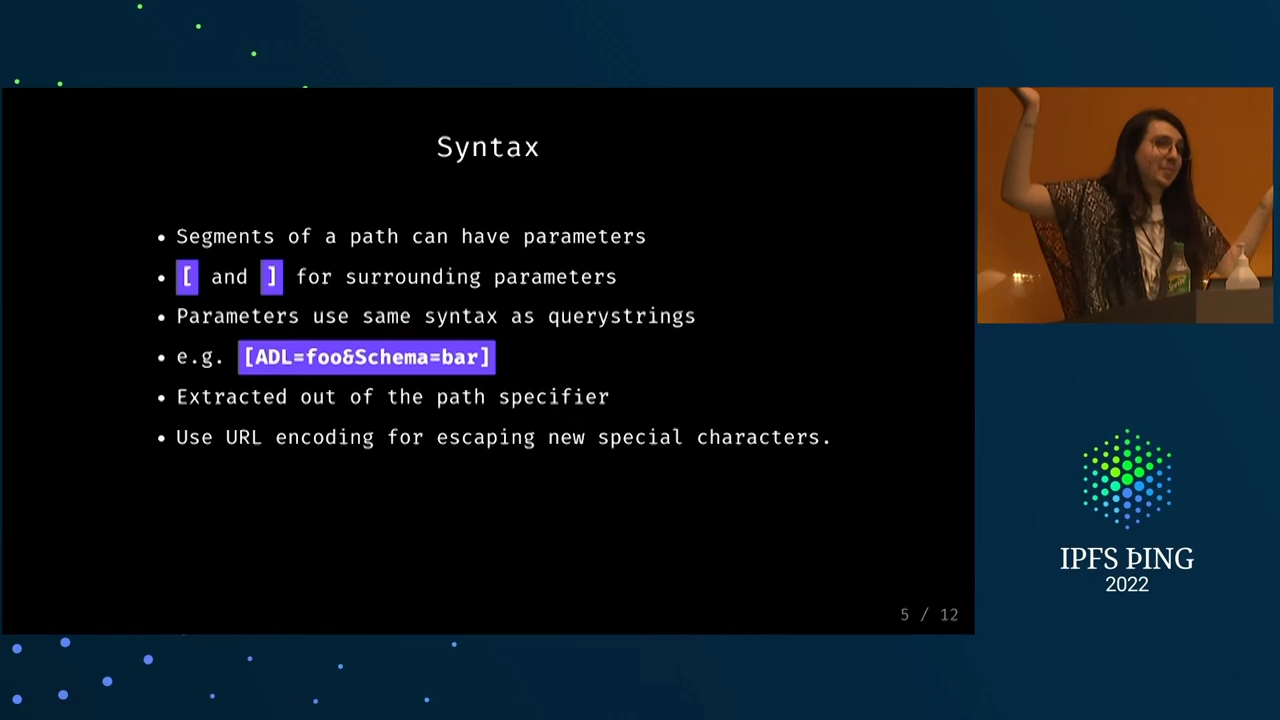 Syntax
• Segments of a path can have parameters
• [ and ] for surrounding parameters
• Parameters use same syntax as querystrings
• e.g. [ADL=foo&Schema=bar]
• Extracted out of the path specifier
• Use URL encoding for escaping new special characters.
5 / 12
IPFS ÞING
2022